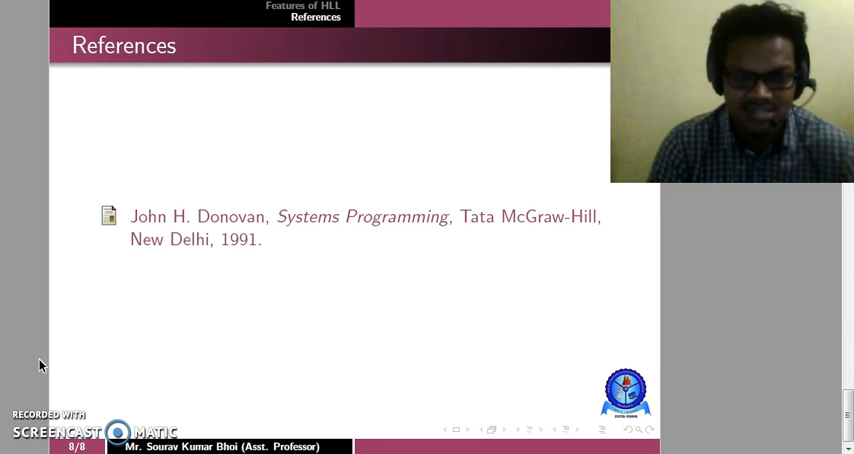 Features of HLL
References
References
John H. Donovan, Systems Programming, Tata McGraw-Hill,
New Delhi, 1991.
RECORDED WITH
SCREENCAST MATIC
8/8
Mr. Sourav Kumar Bhoi (Asst. Professor)